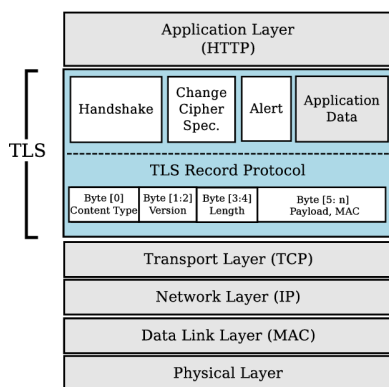 Application Layer
(HTTP)
TLS
Handshake
Change
Cipher
Spec.
Alert
Application
Data
TLS Record Protocol
Byte [0]
Content Type
Byte [1:2]
Version
Byte [3:4]
Length
Byte [5: n]
Payload, MAC
Transport Layer (TCP)
Network Layer (IP)
Data Link Layer (MAC)
Physical Layer